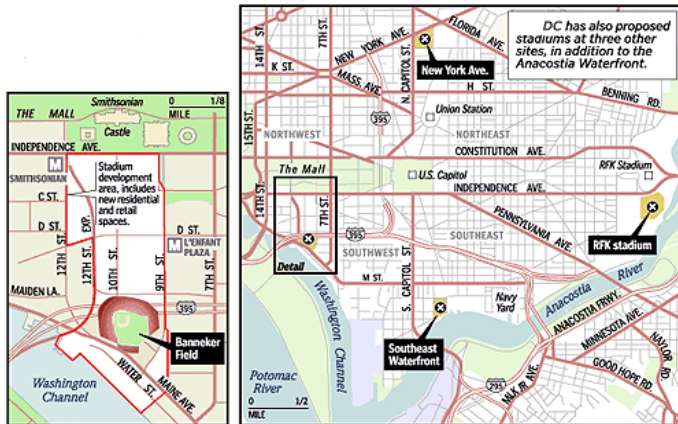 Smithsonian
0 1/8
MILE
THE MALL
Castle
INDEPENDENCE AVE.
M
SMITHSONIAN
Stadium
development
area, includes
new residential
and retail
spaces.
C ST.
D ST.
D ST.
M
L'ENFANT
PLAZA
12TH ST.
12TH ST.
EXP.
10TH ST.
9TH ST.
7TH ST.
MAIDEN LA.
395
Banneker
Field
WATER ST.
MAINE AVE.
Washington
Channel
DC has also proposed
stadiums at three other
sites, in addition to the
Anacostia Waterfront.
14TH ST.
7TH ST.
NEW YORK AVE.
FLORIDA AVE.
N. CAPITOL ST.
New York Ave.
K ST.
MASS. AVE.
H ST.
BENNING RD.
395
Union Station
15TH ST.
NORTHWEST
NORTHEAST
CONSTITUTION AVE.
The Mall
U.S. Capitol
RFK Stadium
INDEPENDENCE AVE.
14TH ST.
7TH ST.
PENNSYLVANIA AVE.
RFK stadium
395
SOUTHWEST
SOUTHEAST
Detail
M ST.
S. CAPITOL ST.
Navy
Yard
Anacostia River
ANACOSTIA FRWY.
MINNESOTA AVE.
NAYLOR RD.
Washington Channel
Southeast
Waterfront
GOOD HOPE RD.
Potomac
River
295
MLK JR AVE.
0 1/2
MILE